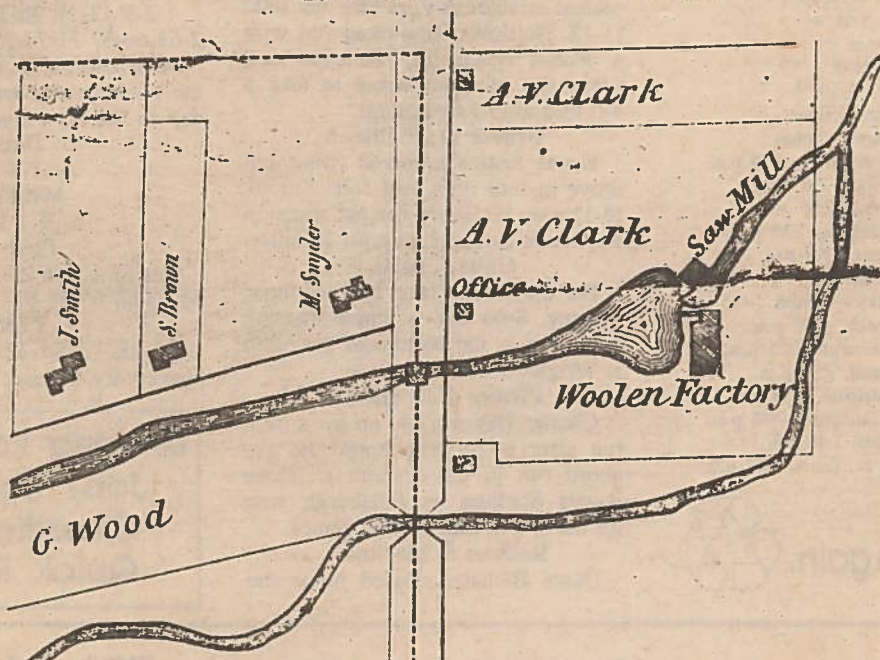 A. V. Clark
A. V. Clark
Saw Mill
Office
M. Snyder
J. Smith
S. Brown
Woolen Factory
G. Wood